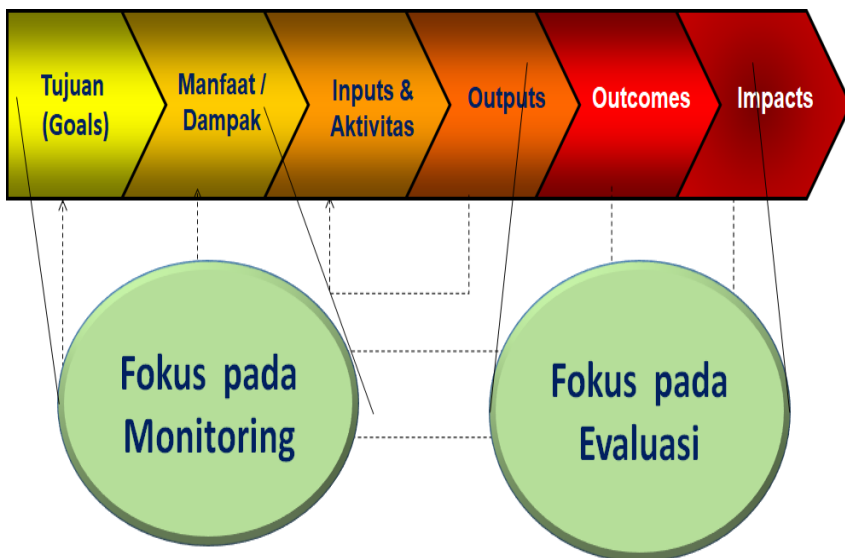 Tujuan
(Goals)
Manfaat /
Dampak
Inputs &
Aktivitas
Outputs
Outcomes
Impacts
Fokus pada
Monitoring
Fokus pada
Evaluasi